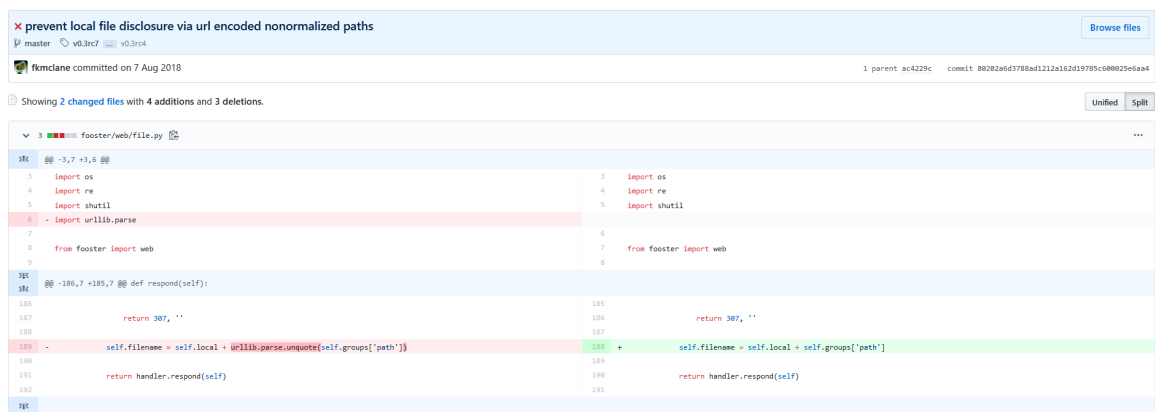 × prevent local file disclosure via url encoded nonormalized paths
Browse files
master v0.3rc7 ... v0.3rc4
fkmclane committed on 7 Aug 2018
1 parent ac4229c commit 80202a6d3788ad1212a162d19785c600025e6aa4
Showing 2 changed files with 4 additions and 3 deletions.
Unified Split
3 fooster/web/file.py ...
@@ -3,7 +3,6 @@
3 import os 3 import os
4 import re 4 import re
5 import shutil 5 import shutil
6 - import urllib.parse
7 6
8 from fooster import web 7 from fooster import web
9 8
@@ -186,7 +185,7 @@ def respond(self):
186 185
187 return 307, '' 186 return 307, ''
188 187
189 - self.filename = self.local + urllib.parse.unquote(self.groups['path']) 188 + self.filename = self.local + self.groups['path']
190 189
191 return handler.respond(self) 190 return handler.respond(self)
192 191